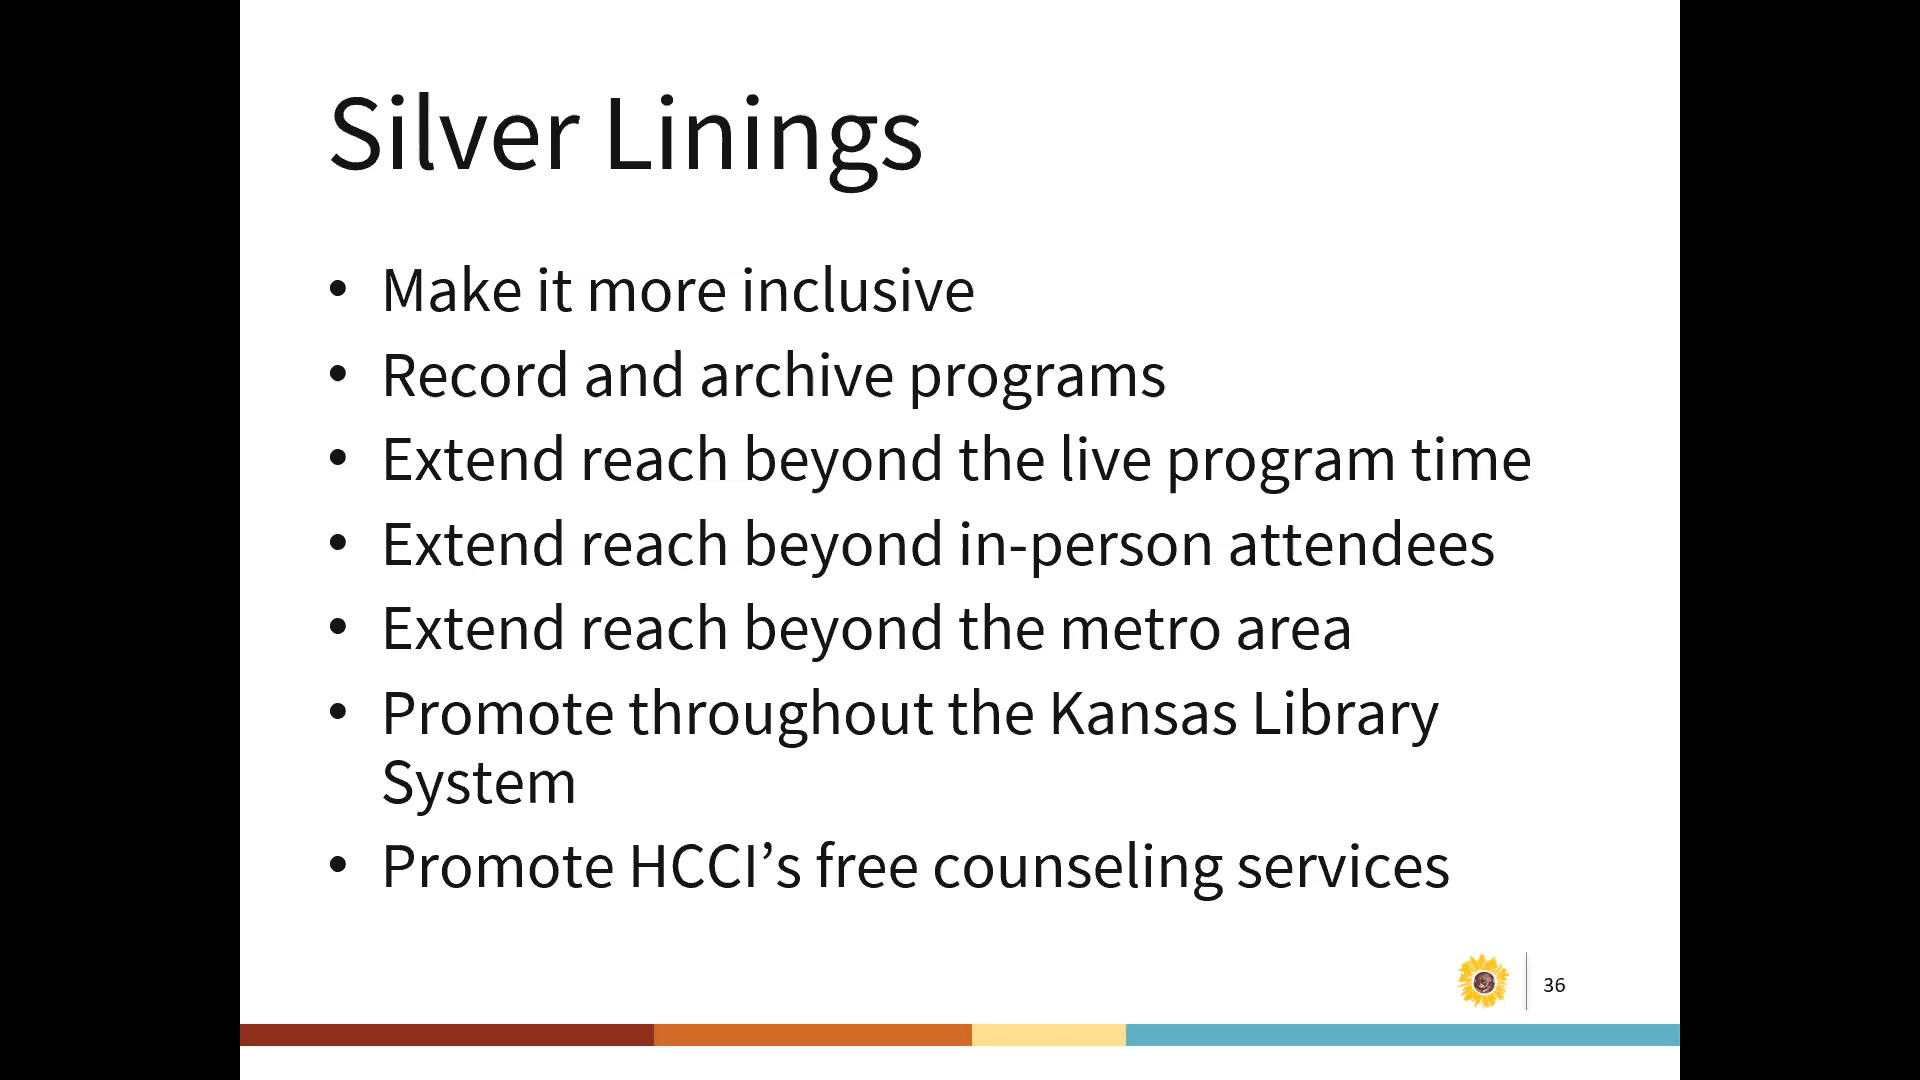 Silver Linings
• Make it more inclusive
• Record and archive programs
• Extend reach beyond the live program time
• Extend reach beyond in-person attendees
• Extend reach beyond the metro area
• Promote throughout the Kansas Library
System
• Promote HCCI’s free counseling services
36